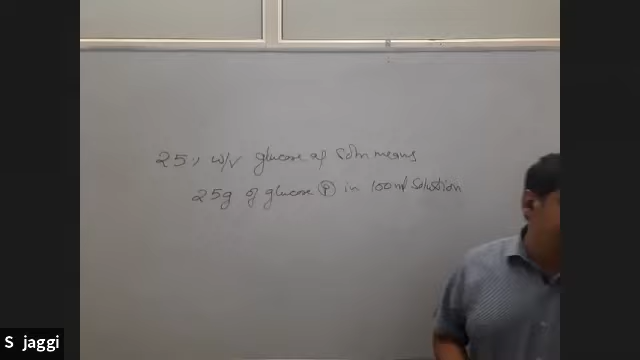 25% w/v glucose aq soln means
25g of glucose Ⓟ in 100ml solution
S jaggi